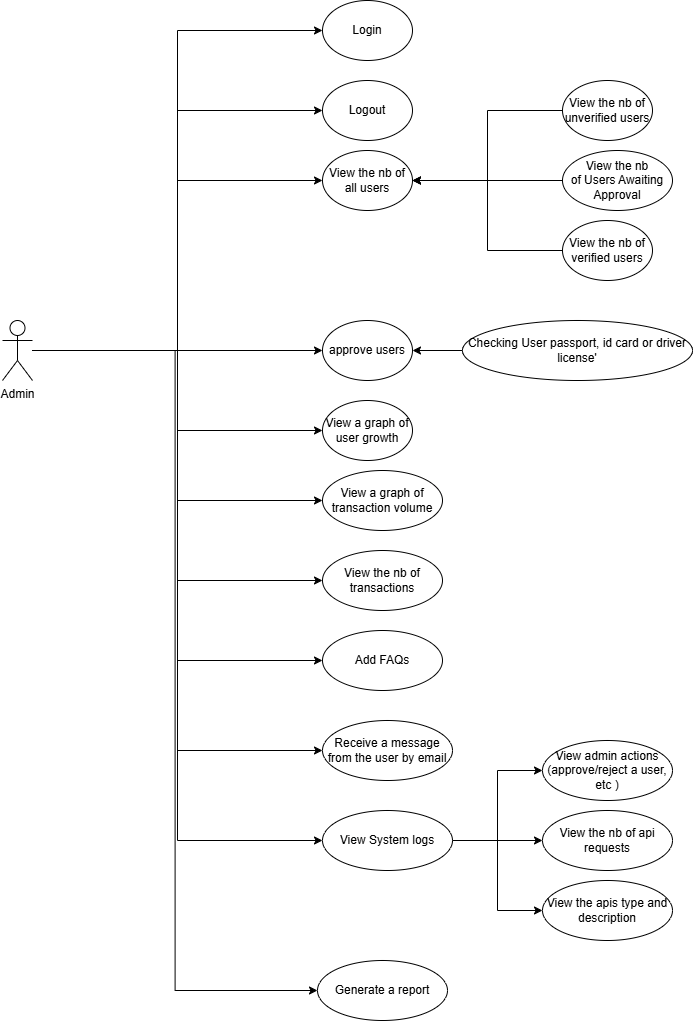 Login
Logout
View the nb of
all users
View the nb of
unverified users
View the nb
of Users Awaiting
Approval
View the nb of
verified users
Admin
approve users
Checking User passport, id card or driver
license'
View a graph of
user growth
View a graph of
transaction volume
View the nb of
transactions
Add FAQs
Receive a message
from the user by email
View System logs
View admin actions
(approve/reject a user,
etc )
View the nb of api
requests
View the apis type and
description
Generate a report